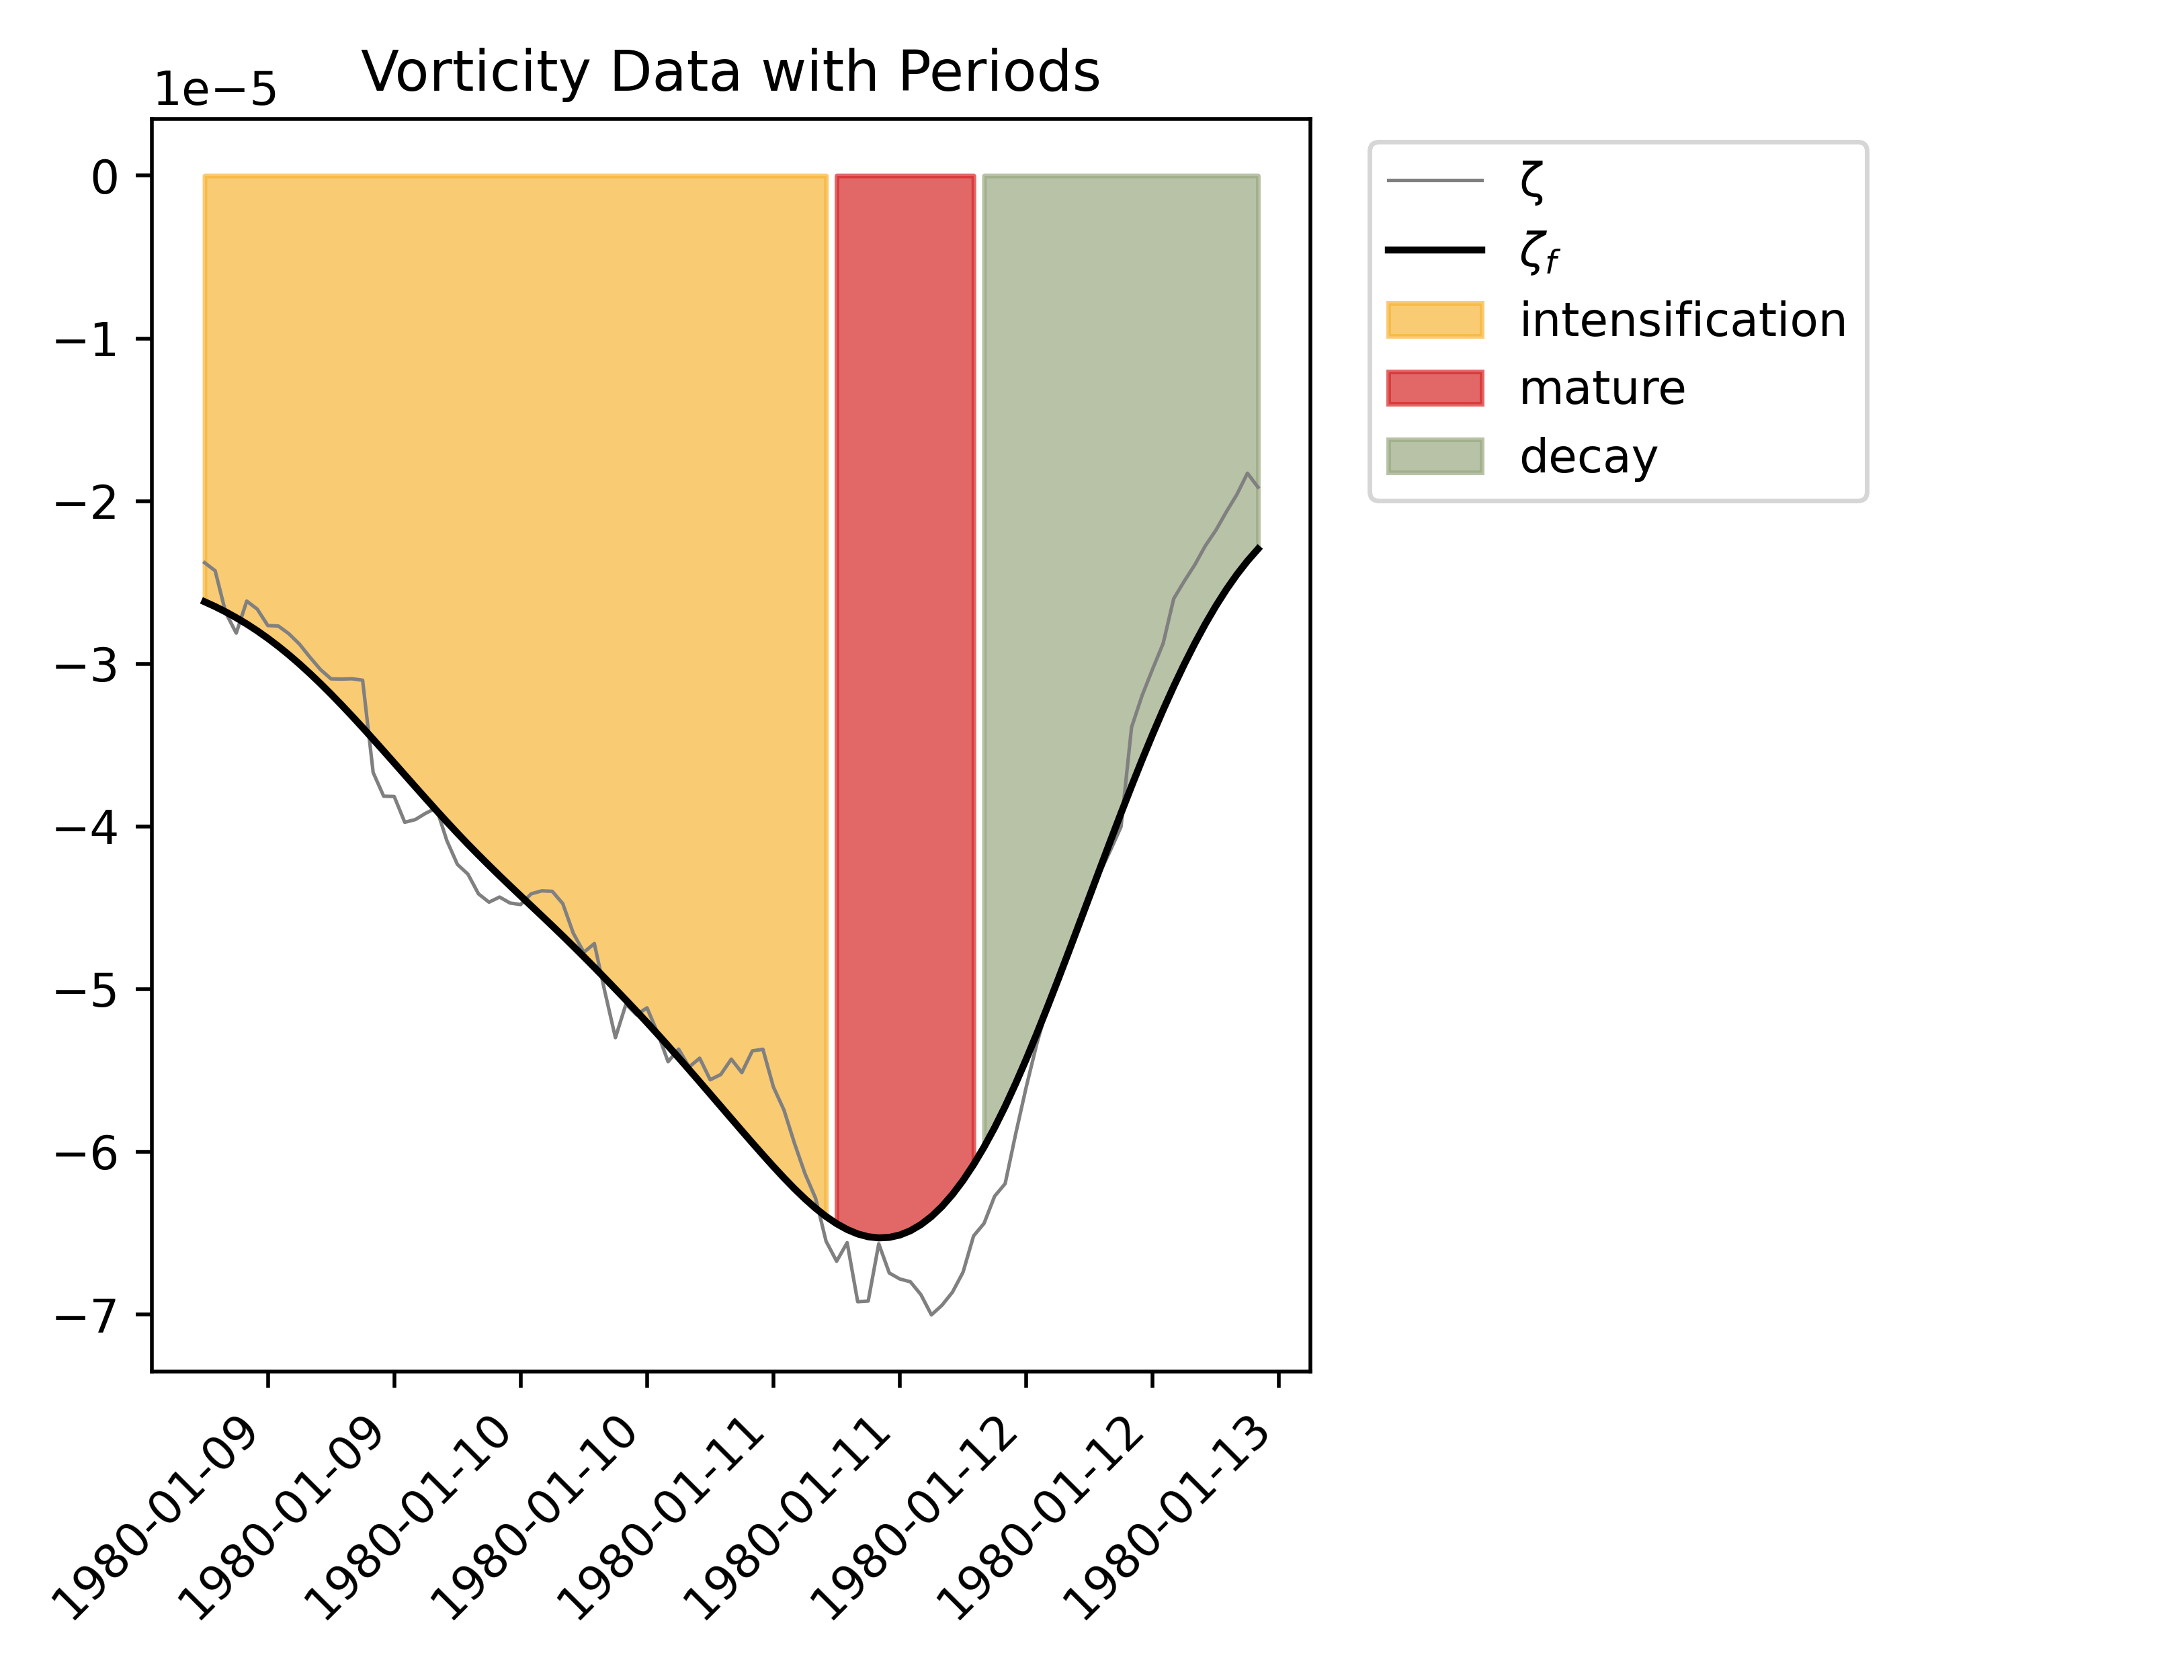 Vorticity Data with Periods
1e−5
0
−1
−2
−3
−4
−5
−6
−7
1980-01-09
1980-01-09
1980-01-10
1980-01-10
1980-01-11
1980-01-11
1980-01-12
1980-01-12
1980-01-13
ζ
ζf
intensification
mature
decay